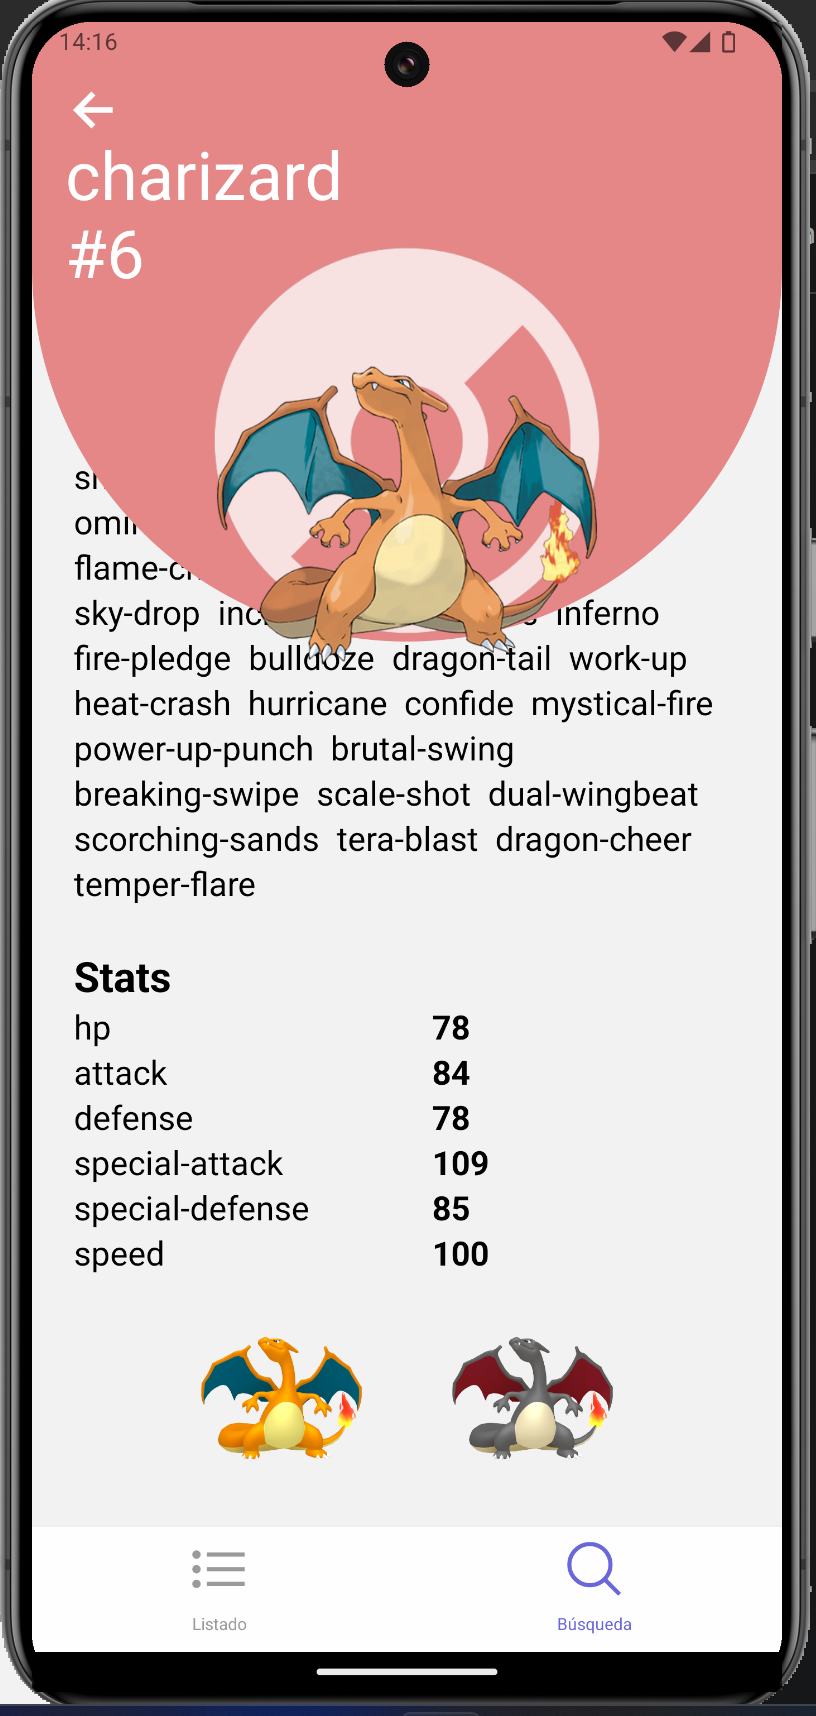 14:16
charizard
#6
sky-drop inferno
fire-pledge bulldoze dragon-tail work-up
heat-crash hurricane confide mystical-fire
power-up-punch brutal-swing
breaking-swipe scale-shot dual-wingbeat
scorching-sands tera-blast dragon-cheer
temper-flare
Stats
hp 78
attack 84
defense 78
special-attack 109
special-defense 85
speed 100
Listado
Búsqueda